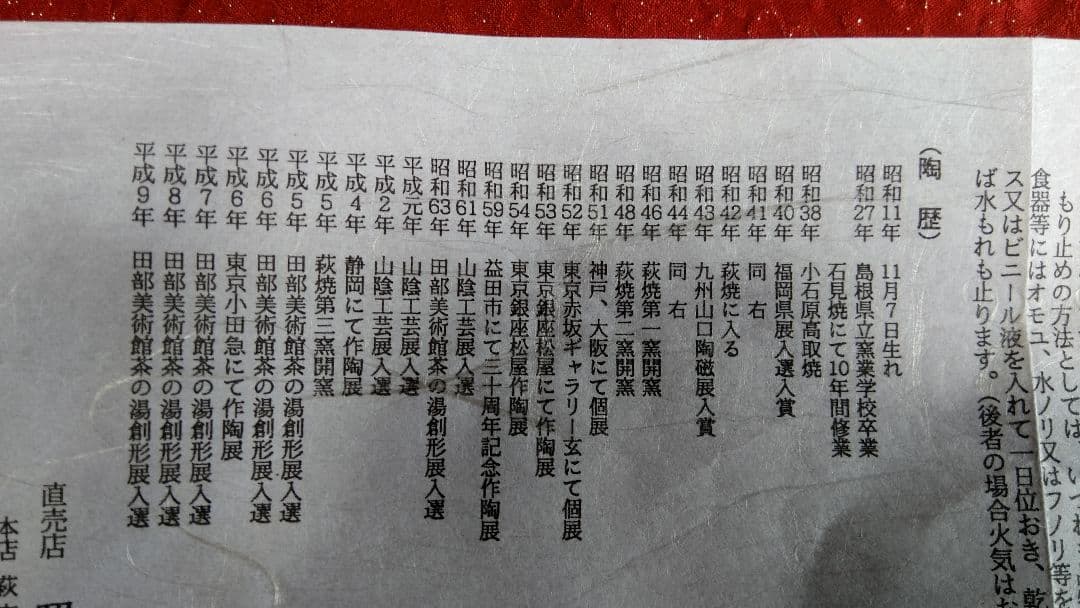 もり止めの方法としては、いつれも
食器等にはオモユ、水ノリ又はフノリ等を
ス又はビニール液を入れて一日位おき、乾
ば水もれも止ります。（後者の場合火気はお
（陶 歴）
昭和11年 11月7日生れ
昭和27年 島根県立窯業学校卒業
石見焼にて10年間修業
昭和38年 小石原高取焼
昭和40年 福岡県展入選入賞
昭和41年 同 右
昭和42年 萩焼に入る
昭和43年 九州山口陶磁展入賞
昭和44年 同 右
昭和46年 萩焼第一窯開窯
昭和48年 萩焼第二窯開窯
昭和51年 神戸、大阪にて個展
昭和52年 東京赤坂ギャラリー玄にて個展
昭和53年 東京銀座松屋にて作陶展
昭和54年 東京銀座松屋作陶展
昭和59年 益田市にて三十周年記念作陶展
昭和61年 山陰工芸展入選
昭和63年 田部美術館茶の湯創形展入選
平成元年 山陰工芸展入選
平成2年 山陰工芸展入選
平成4年 静岡にて作陶展
平成5年 萩焼第三窯開窯
平成5年 田部美術館茶の湯創形展入選
平成6年 田部美術館茶の湯創形展入選
平成6年 東京小田急にて作陶展
平成7年 田部美術館茶の湯創形展入選
平成8年 田部美術館茶の湯創形展入選
平成9年 田部美術館茶の湯創形展入選
直売店
本店 萩